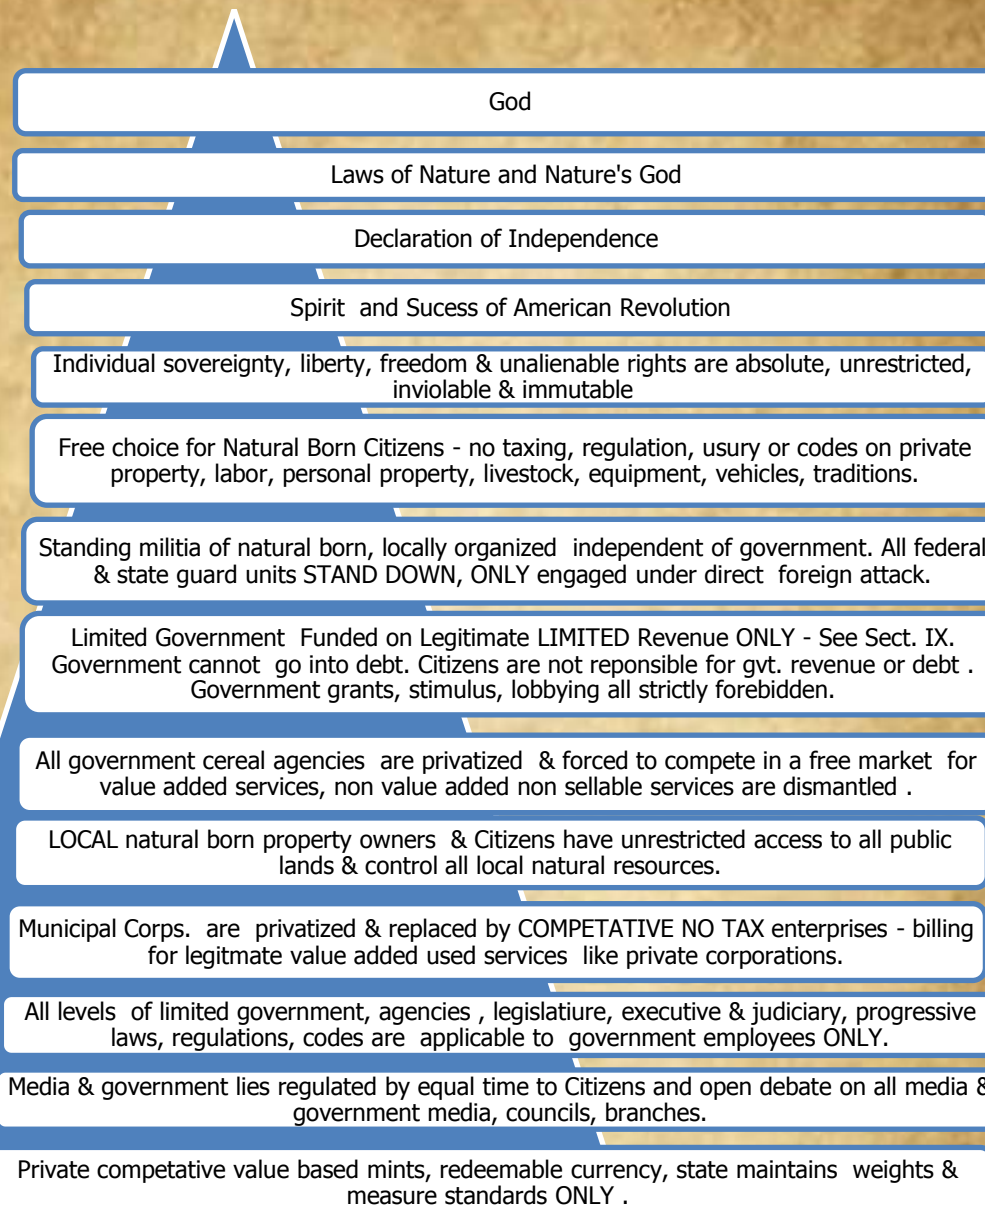 God
Laws of Nature and Nature's God
Declaration of Independence
Spirit and Sucess of American Revolution
Individual sovereignty, liberty, freedom & unalienable rights are absolute, unrestricted,
inviolable & immutable
Free choice for Natural Born Citizens - no taxing, regulation, usury or codes on private
property, labor, personal property, livestock, equipment, vehicles, traditions.
Standing militia of natural born, locally organized independent of government. All federal
& state guard units STAND DOWN, ONLY engaged under direct foreign attack.
Limited Government Funded on Legitimate LIMITED Revenue ONLY - See Sect. IX.
Government cannot go into debt. Citizens are not reponsible for gvt. revenue or debt .
Government grants, stimulus, lobbying all strictly forebidden.
All government cereal agencies are privatized & forced to compete in a free market for
value added services, non value added non sellable services are dismantled .
LOCAL natural born property owners & Citizens have unrestricted access to all public
lands & control all local natural resources.
Municipal Corps. are privatized & replaced by COMPETATIVE NO TAX enterprises - billing
for legitmate value added used services like private corporations.
All levels of limited government, agencies , legislatiure, executive & judiciary, progressive
laws, regulations, codes are applicable to government employees ONLY.
Media & government lies regulated by equal time to Citizens and open debate on all media &
government media, councils, branches.
Private competative value based mints, redeemable currency, state maintains weights &
measure standards ONLY .